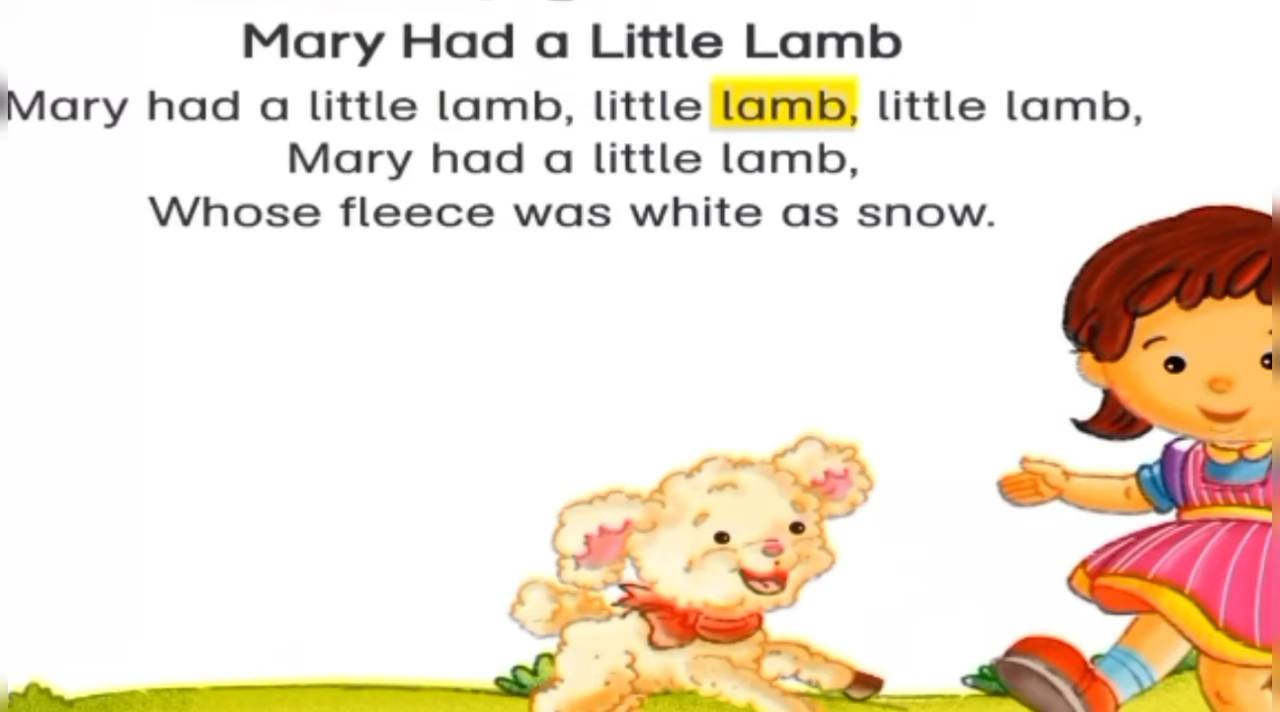 Mary Had a Little Lamb
Mary had a little lamb, little lamb, little lamb,
Mary had a little lamb,
Whose fleece was white as snow.